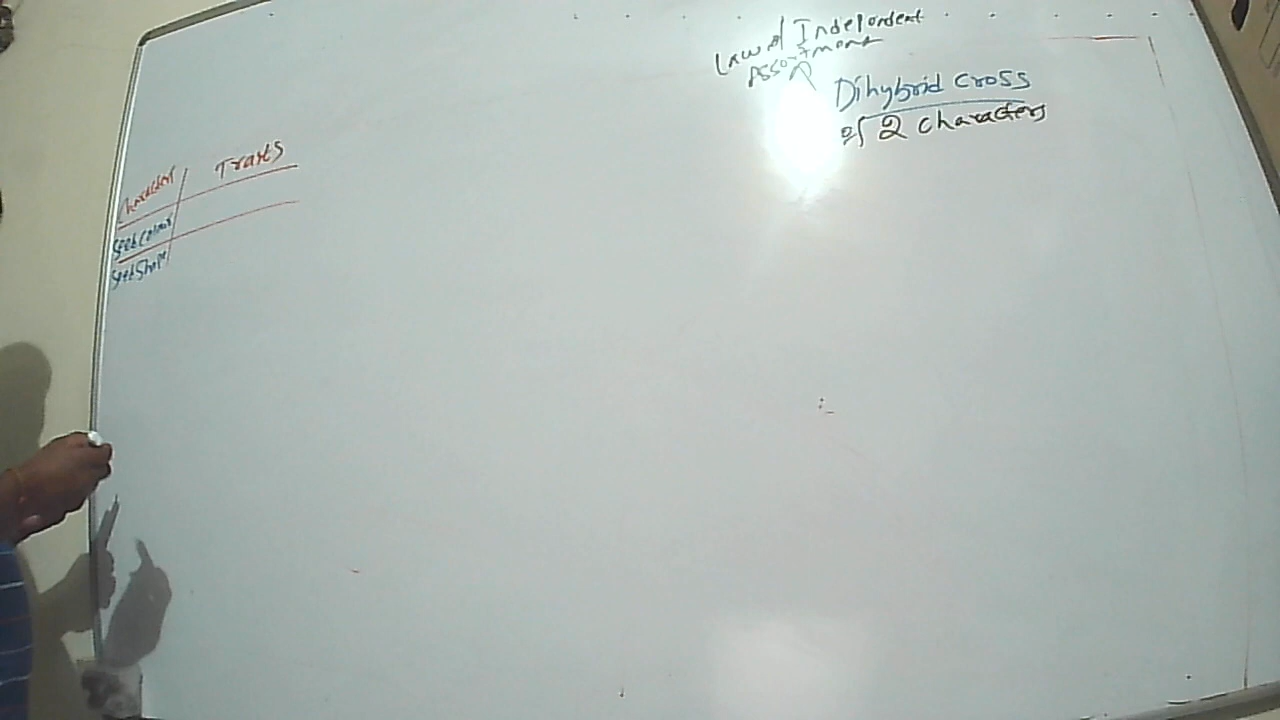 Law of Independent
Assortment
Dihybrid cross
of 2 characters
Character Traits
Seed Colour
Seed Shape